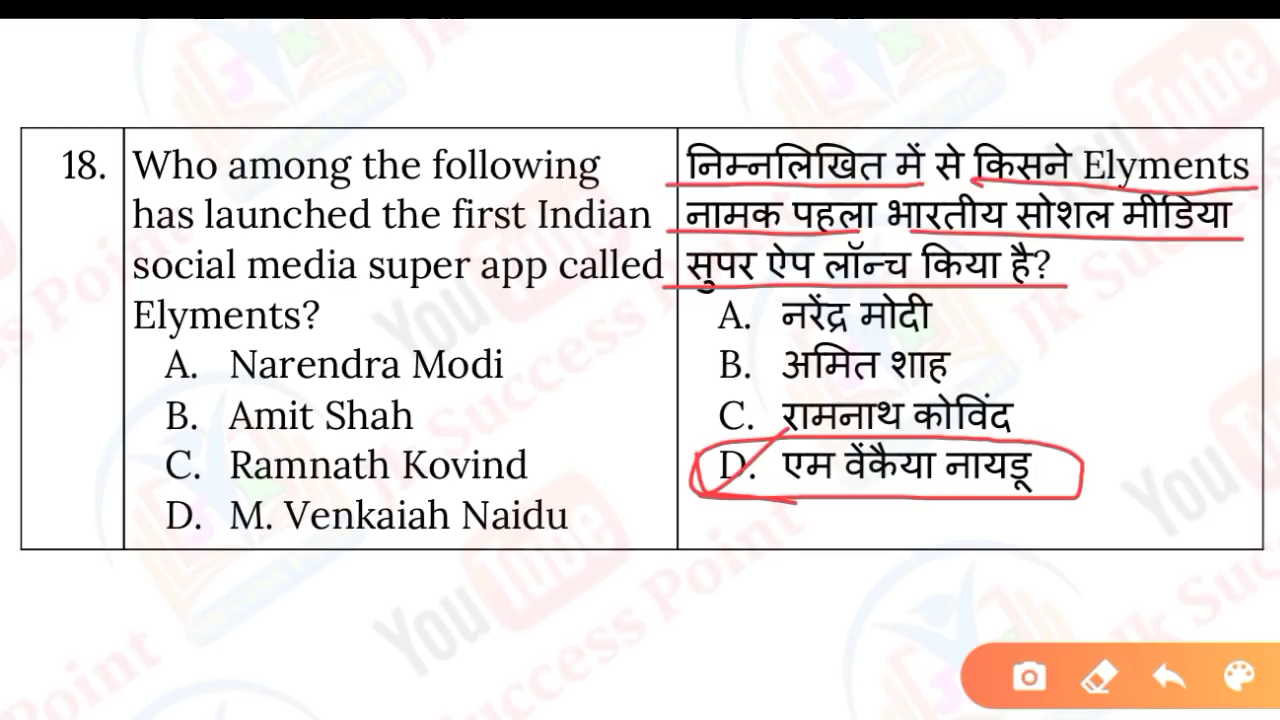 18.
Who among the following
has launched the first Indian
social media super app called
Elyments?
A. Narendra Modi
B. Amit Shah
C. Ramnath Kovind
D. M. Venkaiah Naidu
निम्नलिखित में से किसने Elyments
नामक पहला भारतीय सोशल मीडिया
सुपर ऐप लॉन्च किया है?
A. नरेंद्र मोदी
B. अमित शाह
C. रामनाथ कोविंद
D. एम वेंकैया नायडू